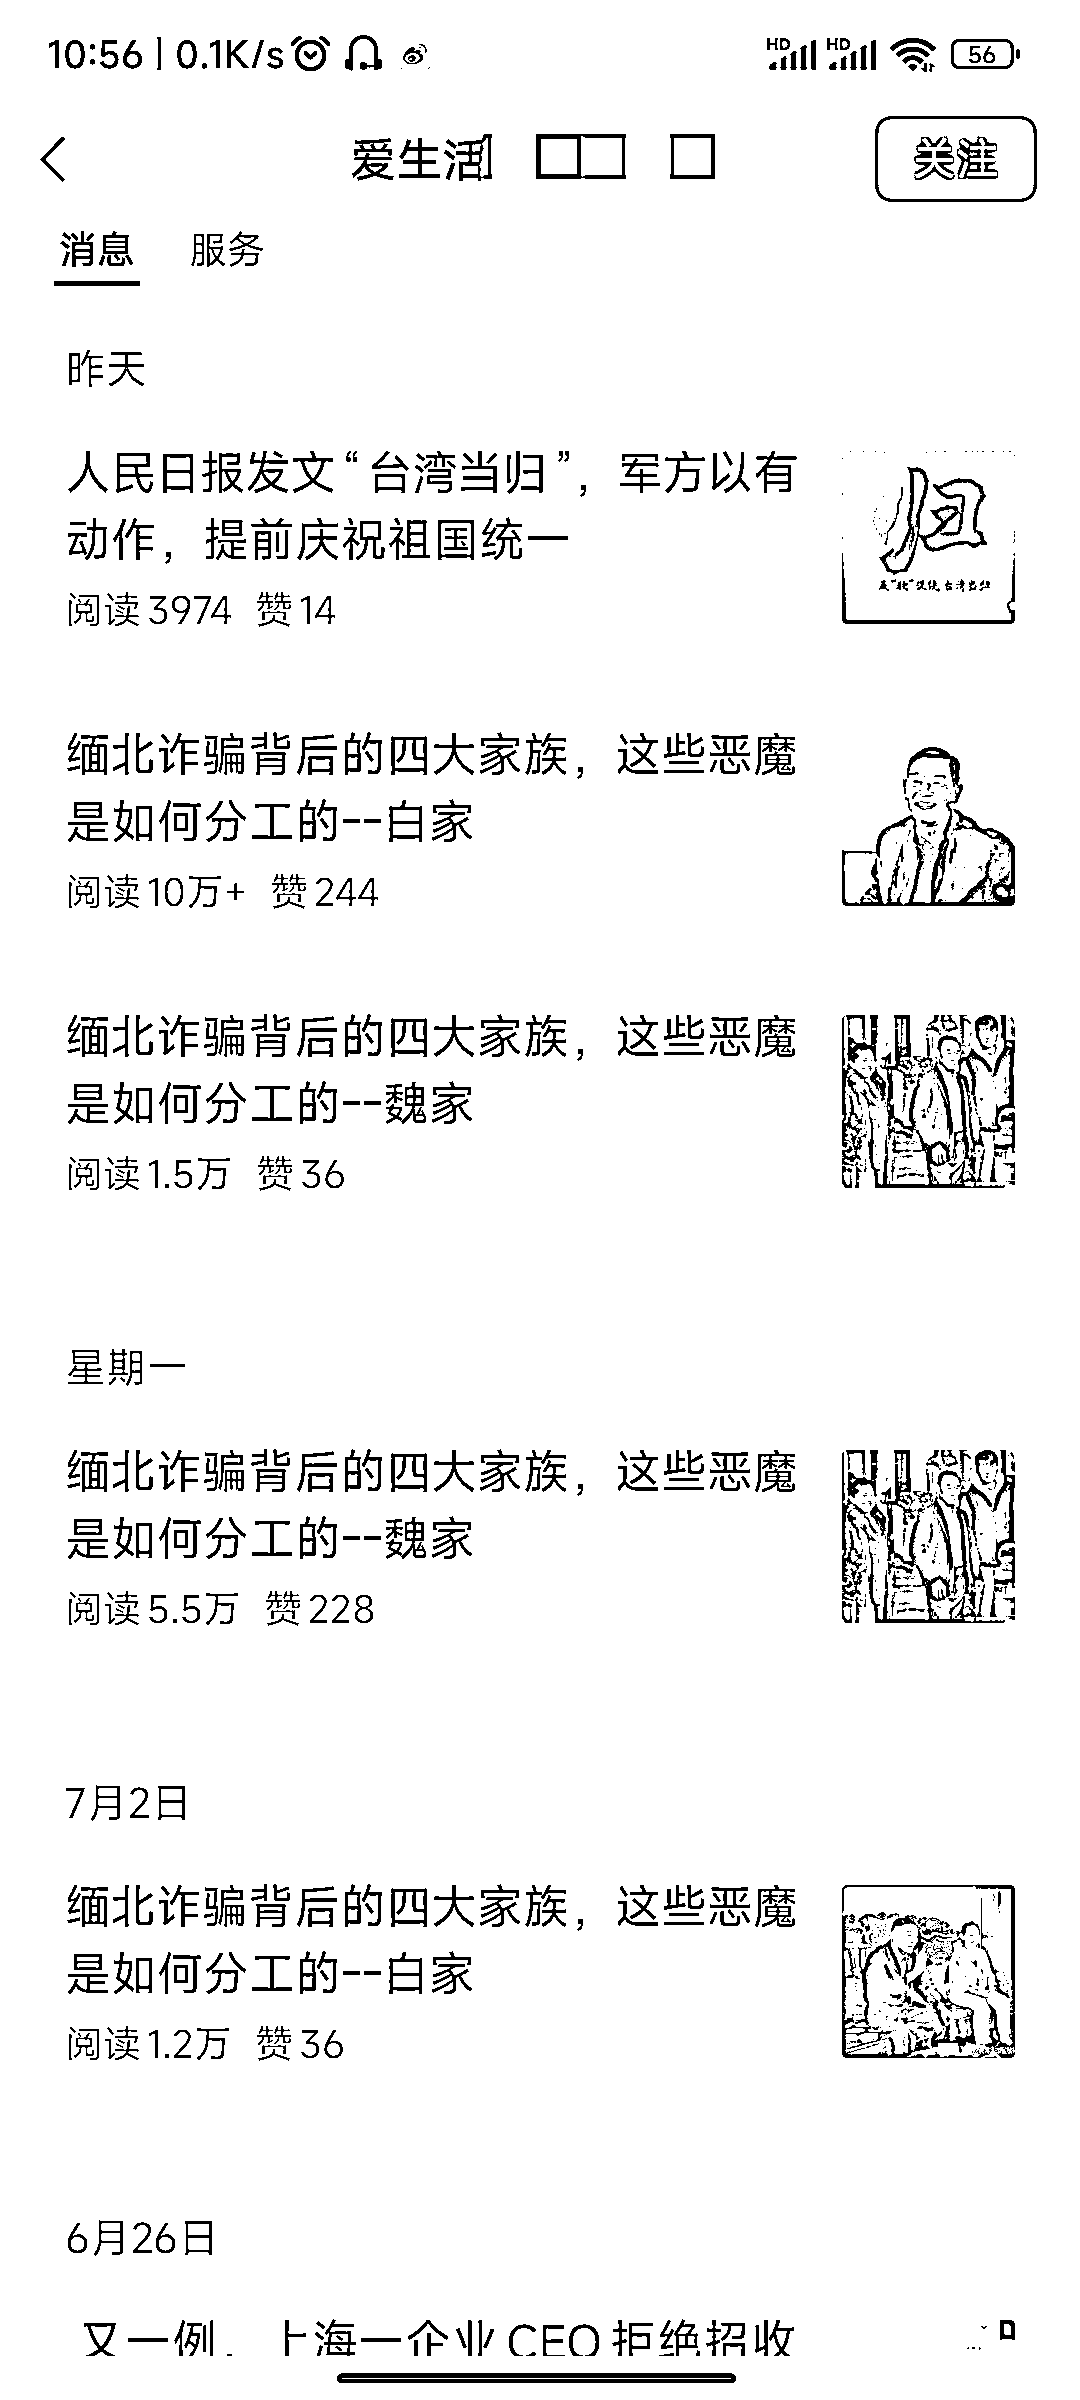 10:56 | 0.1K/s
HD HD 56
爱生活
关注
消息 服务
昨天
人民日报发文“台湾当归”，军方以有
动作，提前庆祝祖国统一
阅读 3974 赞 14
归
缅北诈骗背后的四大家族，这些恶魔
是如何分工的--白家
阅读 10万+ 赞 244
缅北诈骗背后的四大家族，这些恶魔
是如何分工的--魏家
阅读 1.5万 赞 36
星期一
缅北诈骗背后的四大家族，这些恶魔
是如何分工的--魏家
阅读 5.5万 赞 228
7月2日
缅北诈骗背后的四大家族，这些恶魔
是如何分工的--白家
阅读 1.2万 赞 36
6月26日
又一例，上海一企业CEO拒绝招收